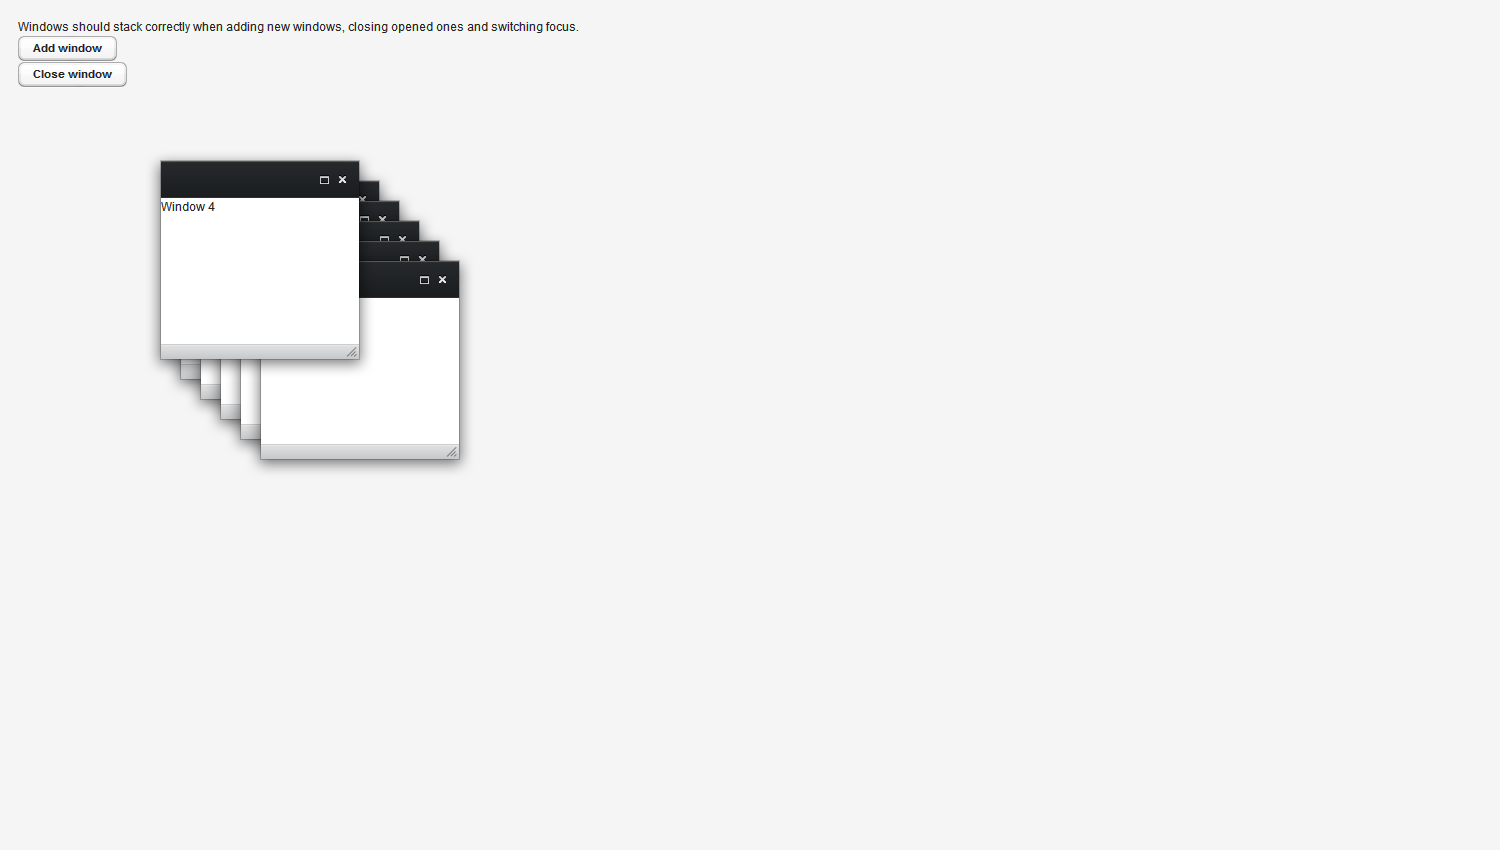 Windows should stack correctly when adding new windows, closing opened ones and switching focus.
Add window
Close window
Window 4